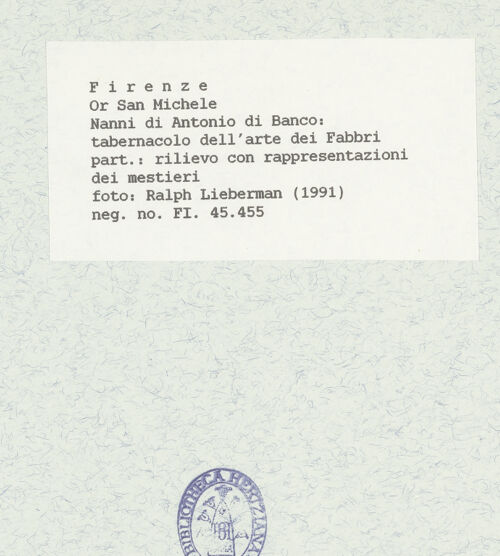 F i r e n z e
Or San Michele
Nanni di Antonio di Banco:
tabernacolo dell'arte dei Fabbri
part.: rilievo con rappresentazioni
dei mestieri
foto: Ralph Lieberman (1991)
neg. no. FI. 45.455
BIBLIOTHECA HERTZIANA